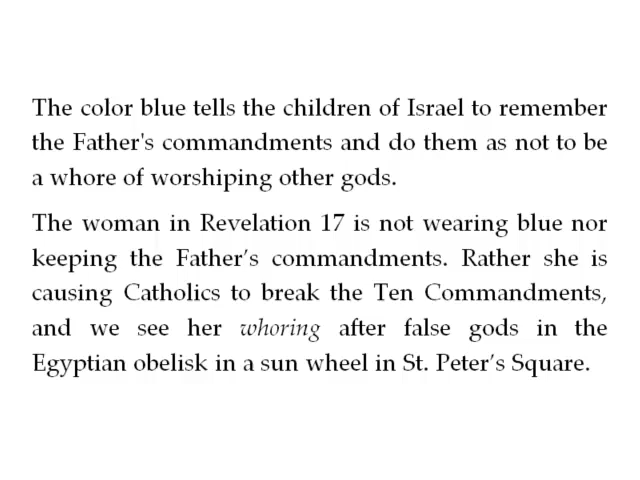 The color blue tells the children of Israel to remember
the Father's commandments and do them as not to be
a whore of worshiping other gods.
The woman in Revelation 17 is not wearing blue nor
keeping the Father’s commandments. Rather she is
causing Catholics to break the Ten Commandments,
and we see her whoring after false gods in the
Egyptian obelisk in a sun wheel in St. Peter’s Square.